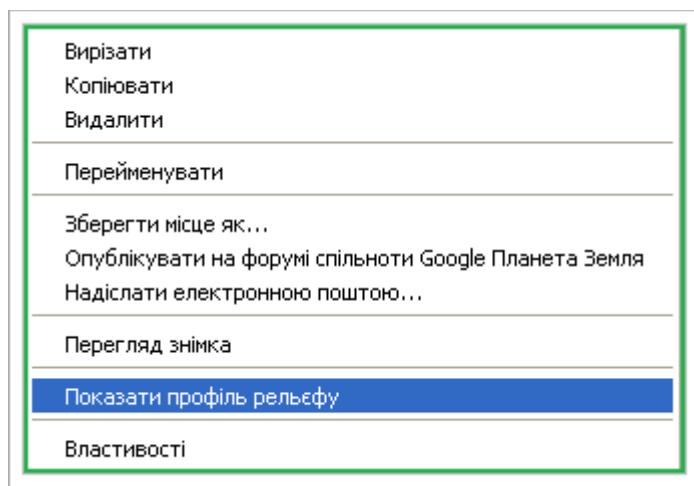 Вирізати
Копіювати
Видалити
Перейменувати
Зберегти місце як...
Опублікувати на форумі спільноти Google Планета Земля
Надіслати електронною поштою...
Перегляд знімка
Показати профіль рельєфу
Властивості